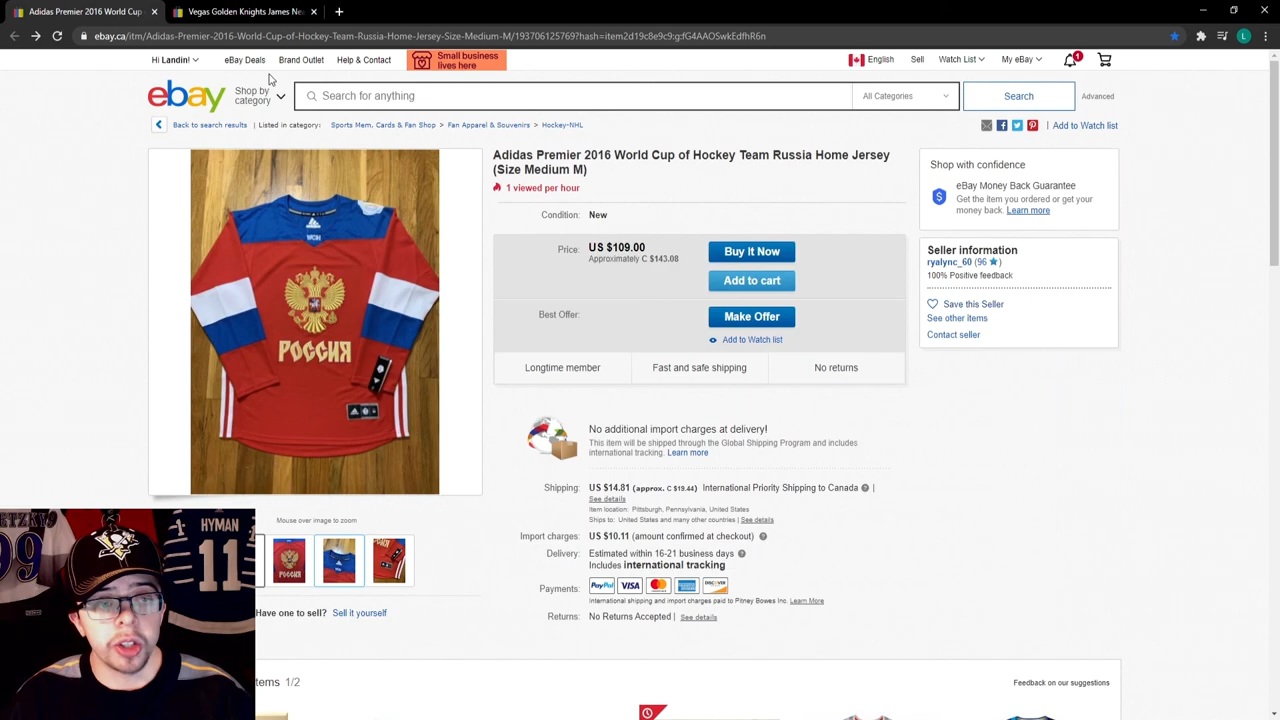 Adidas Premier 2016 World Cup of
Vegas Golden Knights James Ne
ebay.ca/itm/Adidas-Premier-2016-World-Cup-of-Hockey-Team-Russia-Home-Jersey-Size-Medium-M/193706125769?hash=item2d19c8e9c9:g:fG4AAOSwkEdfhR6o
Hi Landin!
eBay Deals
Brand Outlet
Help & Contact
Small business
lives here
English
Sell
Watch List
1
My eBay
ebay
Shop by
category
Search for anything
All Categories
Search
Advanced
Back to search results
Listed in category:
Sports Mem, Cards & Fan Shop
Fan Apparel & Souvenirs
Hockey-NHL
Add to Watch list
РОССИЯ
Mouse over image to zoom
Have one to sell? Sell it yourself
Adidas Premier 2016 World Cup of Hockey Team Russia Home Jersey
(Size Medium M)
1 viewed per hour
Condition: New
Price: US $109.00
Approximately C $143.08
Buy It Now
Add to cart
Best Offer:
Make Offer
Add to Watch list
Longtime member
Fast and safe shipping
No returns
No additional import charges at delivery!
This item will be shipped through the Global Shipping Program and includes
international tracking. Learn more
Shipping: US $14.81 (approx. C $19.44) International Priority Shipping to Canada |
See details
Item location: Pittsburgh, Pennsylvania, United States
Ships to: United States and many other countries | See details
Import charges: US $10.11 (amount confirmed at checkout)
Delivery: Estimated within 16-21 business days
Includes international tracking
Payments: PayPal VISA MasterCard DISCOVER
International shipping and import charges paid to Pitney Bowes Inc. Learn More
Returns: No Returns Accepted | See details
Shop with confidence
eBay Money Back Guarantee
Get the item you ordered or get your
money back. Learn more
Seller information
ryalync_60 (96 )
100% Positive feedback
Save this Seller
See other items
Contact seller
tems 1/2
Feedback on our suggestions
ETZKY
99
HYMAN
11